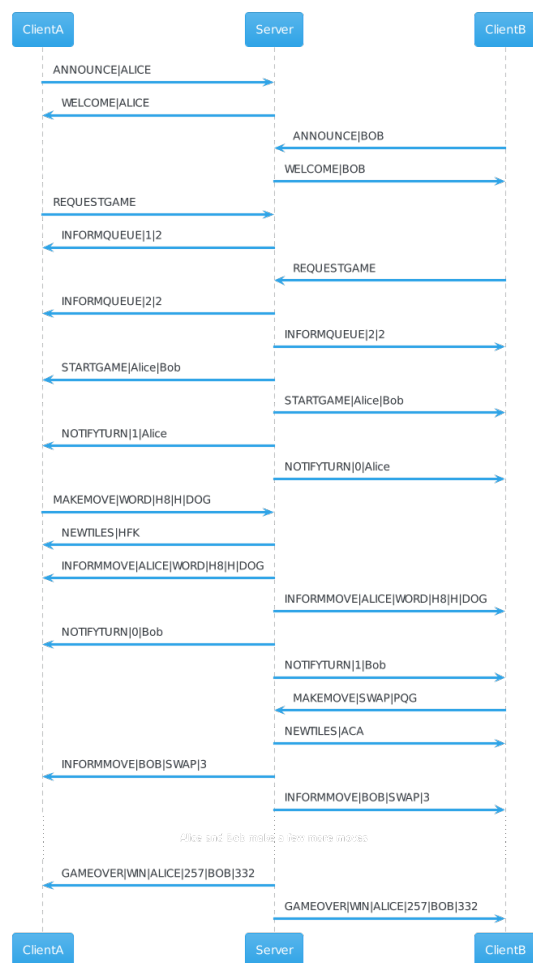 ClientA Server ClientB
ANNOUNCE|ALICE
WELCOME|ALICE
ANNOUNCE|BOB
WELCOME|BOB
REQUESTGAME
INFORMQUEUE|1|2
REQUESTGAME
INFORMQUEUE|2|2
INFORMQUEUE|2|2
STARTGAME|Alice|Bob
STARTGAME|Alice|Bob
NOTIFYTURN|1|Alice
NOTIFYTURN|0|Alice
MAKEMOVE|WORD|H8|H|DOG
NEWTILES|HFK
INFORMMOVE|ALICE|WORD|H8|H|DOG
INFORMMOVE|ALICE|WORD|H8|H|DOG
NOTIFYTURN|0|Bob
NOTIFYTURN|1|Bob
MAKEMOVE|SWAP|PQG
NEWTILES|ACA
INFORMMOVE|BOB|SWAP|3
INFORMMOVE|BOB|SWAP|3
Alice and Bob make a few more moves
GAMEOVER|WIN|ALICE|257|BOB|332
GAMEOVER|WIN|ALICE|257|BOB|332
ClientA Server ClientB